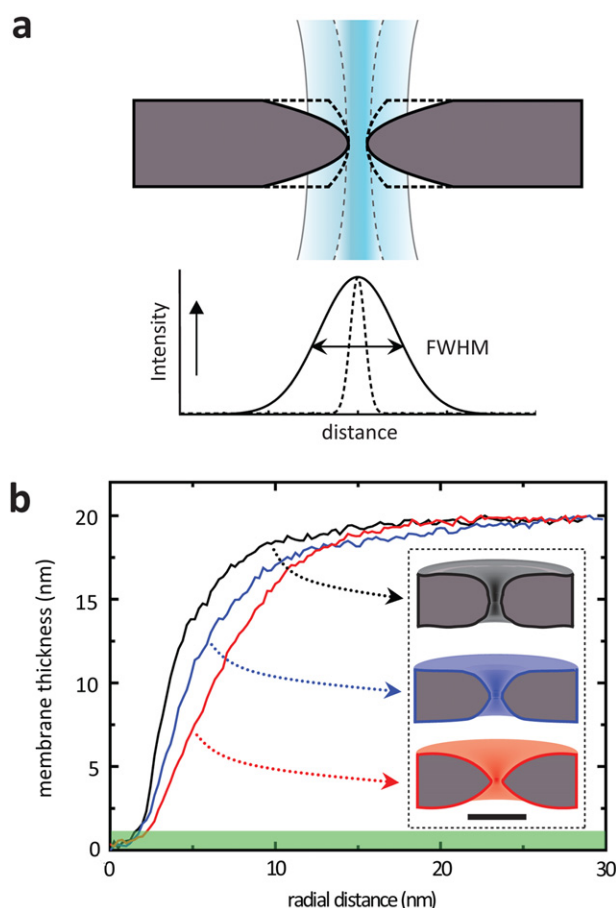 a
Intensity
FWHM
distance
b
membrane thickness (nm)
20
15
10
5
0
0
10
20
30
radial distance (nm)